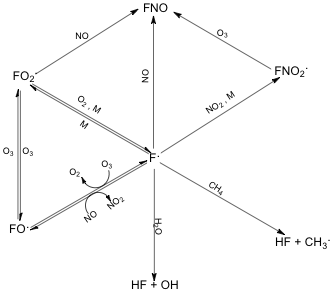 FNO
NO
O3
FO2
FNO2·
NO
O2 , M
M
NO2 , M
O3
O3
F·
O2
O3
CH4
NO
NO2
FO·
H2O
HF + CH3·
HF + OH